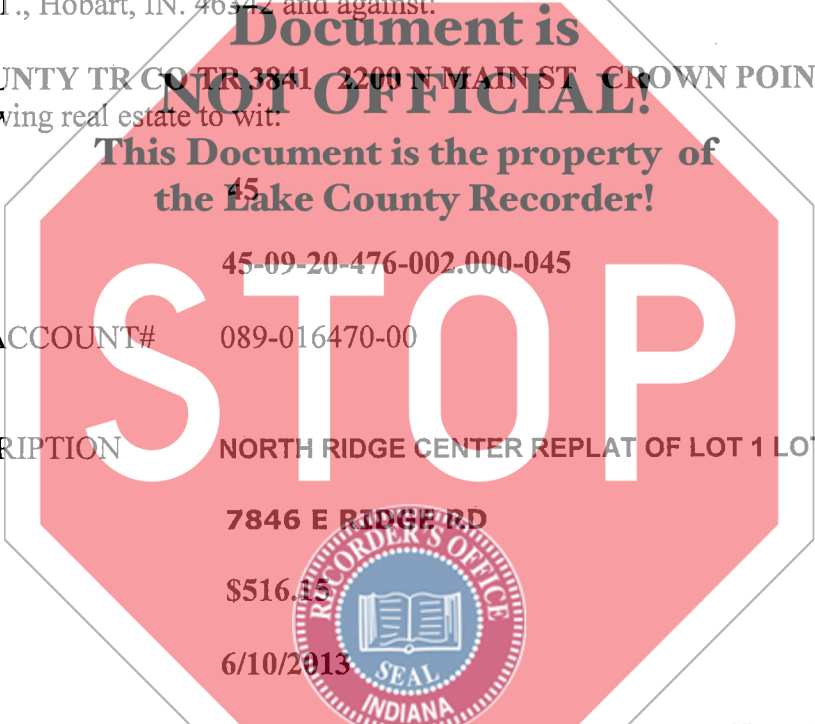 T., Hobart, IN. 46342 and against:
Document is
UNTY TR CO TR 3841 2200 N MAIN ST CROWN POIN
NOT OFFICIAL!
wing real estate to wit:
This Document is the property of
45
the Lake County Recorder!
45-09-20-476-002.000-045
STOP
ACCOUNT# 089-016470-00
RIPTION NORTH RIDGE CENTER REPLAT OF LOT 1 LOT
7846 E RIDGE RD
$516.15
6/10/2013
RECORDER'S OFFICE
SEAL
INDIANA